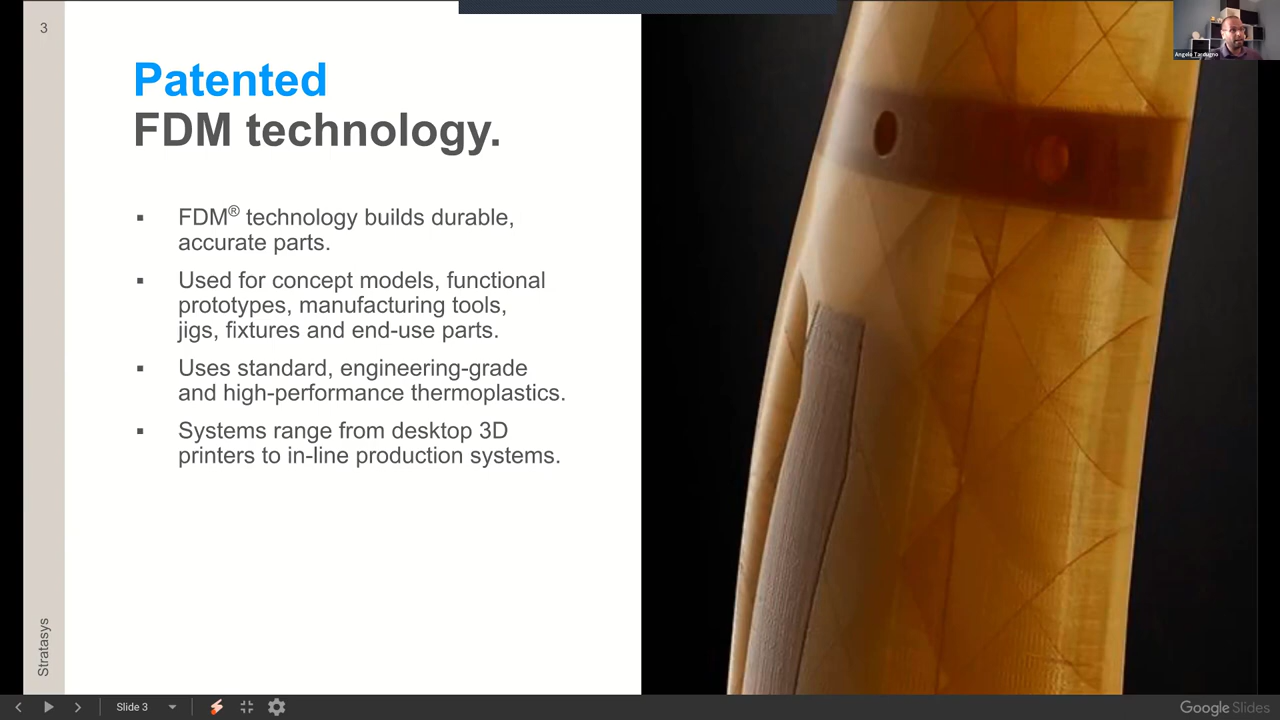 3
Patented
FDM technology.
▪ FDM® technology builds durable,
accurate parts.
▪ Used for concept models, functional
prototypes, manufacturing tools,
jigs, fixtures and end-use parts.
▪ Uses standard, engineering-grade
and high-performance thermoplastics.
▪ Systems range from desktop 3D
printers to in-line production systems.
Stratasys
Angelo Tartugno
Slide 3
Google Slides